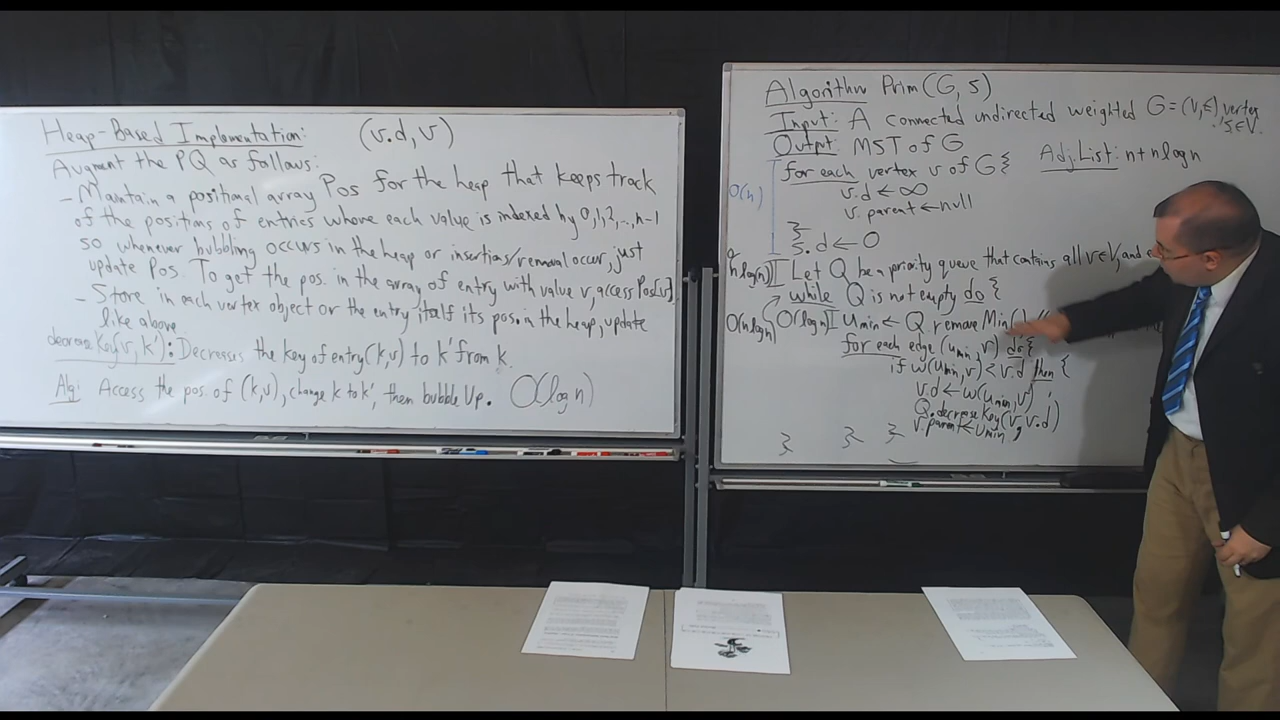 Heap-Based Implementation: (v.d, v)
Augment the PQ as follows:
- Maintain a positional array Pos for the heap that keeps track
of the positions of entries whose each value is indexed by 0,1,2,...,n-1
so whenever bubbling occurs in the heap or insertions/removal occur, just
update Pos. To get the pos. in the array of entry with value v, access Pos[v]
- Store in each vertex object or the entry itself its pos. in the heap, update
like above
decreaseKey(v, k'): Decreases the key of entry (k,v) to k' from k.
Alg: Access the pos. of (k,v), change k to k', then bubble Up. O(log n)
Algorithm Prim(G, s)
Input: A connected undirected weighted G=(V,E), vertex
s∈V.
Output: MST of G
Adj. List: n+nlogn
for each vertex v of G {
v.d ← ∞
v.parent ← null
}
O(n)
s.d ← 0
nlog(n) Let Q be a priority queue that contains all v∈V, and
while Q is not empty do {
O(nlogn) O(logn) umin ← Q.removeMin() //
for each edge (umin, v) do {
if w(umin, v) < v.d then {
v.d ← w(umin, v)
Q.decreaseKey(v, v.d)
v.parent ← umin
} } }